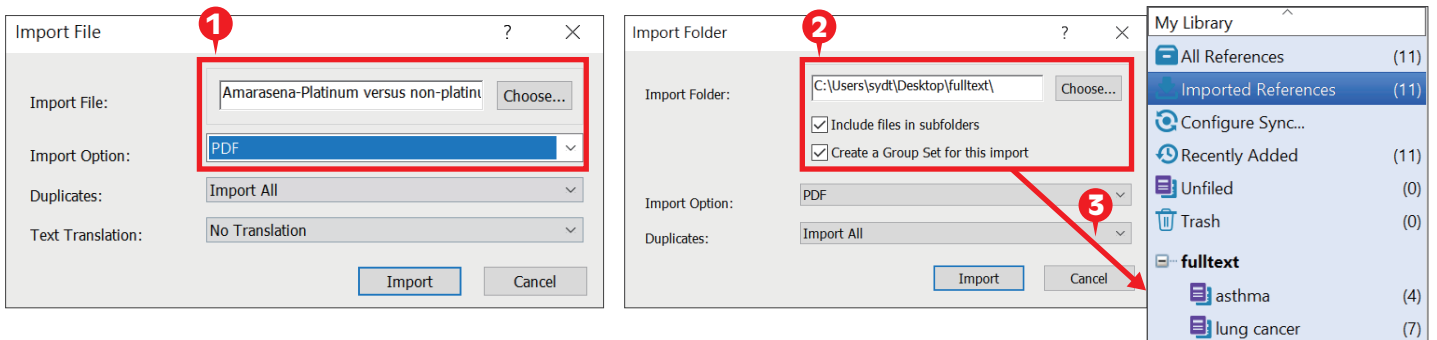 1
Import File
?
Import File:
Amarasena-Platinum versus non-platinu
Choose...
Import Option:
PDF
Duplicates:
Import All
Text Translation:
No Translation
Import
Cancel
2
Import Folder
?
Import Folder:
C:\Users\sydt\Desktop\fulltext\
Choose...
Include files in subfolders
Create a Group Set for this import
Import Option:
PDF
3
Duplicates:
Import All
Import
Cancel
My Library
All References (11)
Imported References (11)
Configure Sync...
Recently Added (11)
Unfiled (0)
Trash (0)
fulltext
asthma (4)
lung cancer (7)